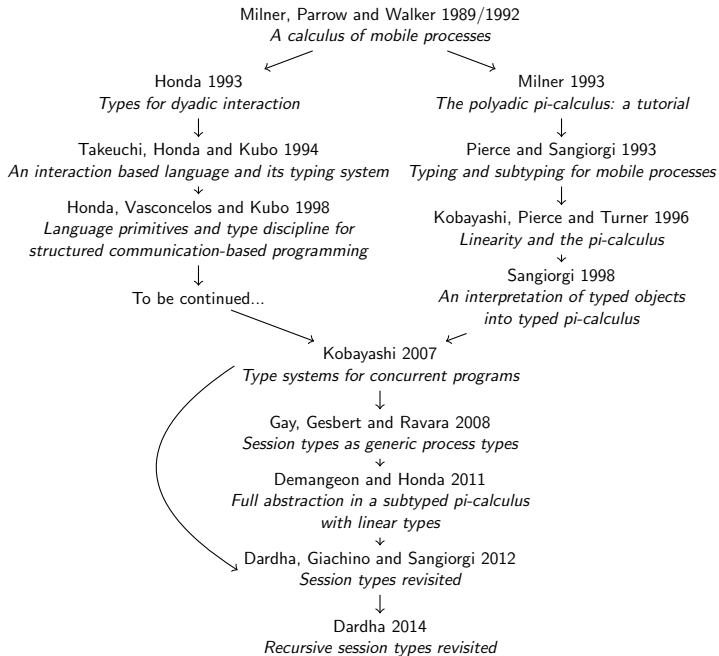 Milner, Parrow and Walker 1989/1992
A calculus of mobile processes
Honda 1993
Types for dyadic interaction
Takeuchi, Honda and Kubo 1994
An interaction based language and its typing system
Honda, Vasconcelos and Kubo 1998
Language primitives and type discipline for
structured communication-based programming
To be continued...
Milner 1993
The polyadic pi-calculus: a tutorial
Pierce and Sangiorgi 1993
Typing and subtyping for mobile processes
Kobayashi, Pierce and Turner 1996
Linearity and the pi-calculus
Sangiorgi 1998
An interpretation of typed objects
into typed pi-calculus
Kobayashi 2007
Type systems for concurrent programs
Gay, Gesbert and Ravara 2008
Session types as generic process types
Demangeon and Honda 2011
Full abstraction in a subtyped pi-calculus
with linear types
Dardha, Giachino and Sangiorgi 2012
Session types revisited
Dardha 2014
Recursive session types revisited